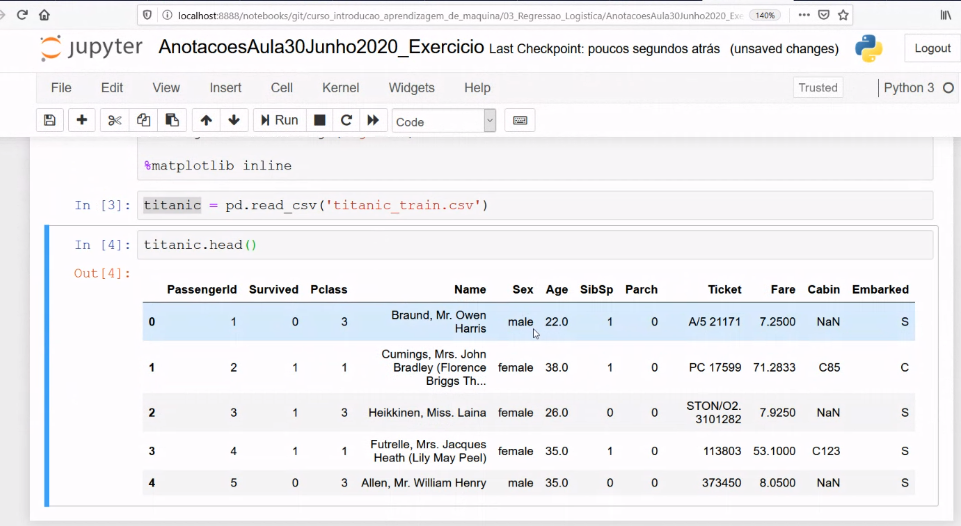 localhost:8888/notebooks/git/curso_introducao_aprendizagem_de_maquina/03_Regressao_Logistica/AnotacoesAula30Junho2020_Exe
140%
jupyter AnotacoesAula30Junho2020_Exercicio Last Checkpoint: poucos segundos atrás (unsaved changes)
Logout
File Edit View Insert Cell Kernel Widgets Help
Trusted
Python 3
Run
Code
%matplotlib inline
In [3]: titanic = pd.read_csv('titanic_train.csv')
In [4]: titanic.head()
Out[4]:
PassengerId Survived Pclass Name Sex Age SibSp Parch Ticket Fare Cabin Embarked
0 1 0 3 Braund, Mr. Owen Harris male 22.0 1 0 A/5 21171 7.2500 NaN S
1 2 1 1 Cumings, Mrs. John Bradley (Florence Briggs Th... female 38.0 1 0 PC 17599 71.2833 C85 C
2 3 1 3 Heikkinen, Miss. Laina female 26.0 0 0 STON/O2. 3101282 7.9250 NaN S
3 4 1 1 Futrelle, Mrs. Jacques Heath (Lily May Peel) female 35.0 1 0 113803 53.1000 C123 S
4 5 0 3 Allen, Mr. William Henry male 35.0 0 0 373450 8.0500 NaN S